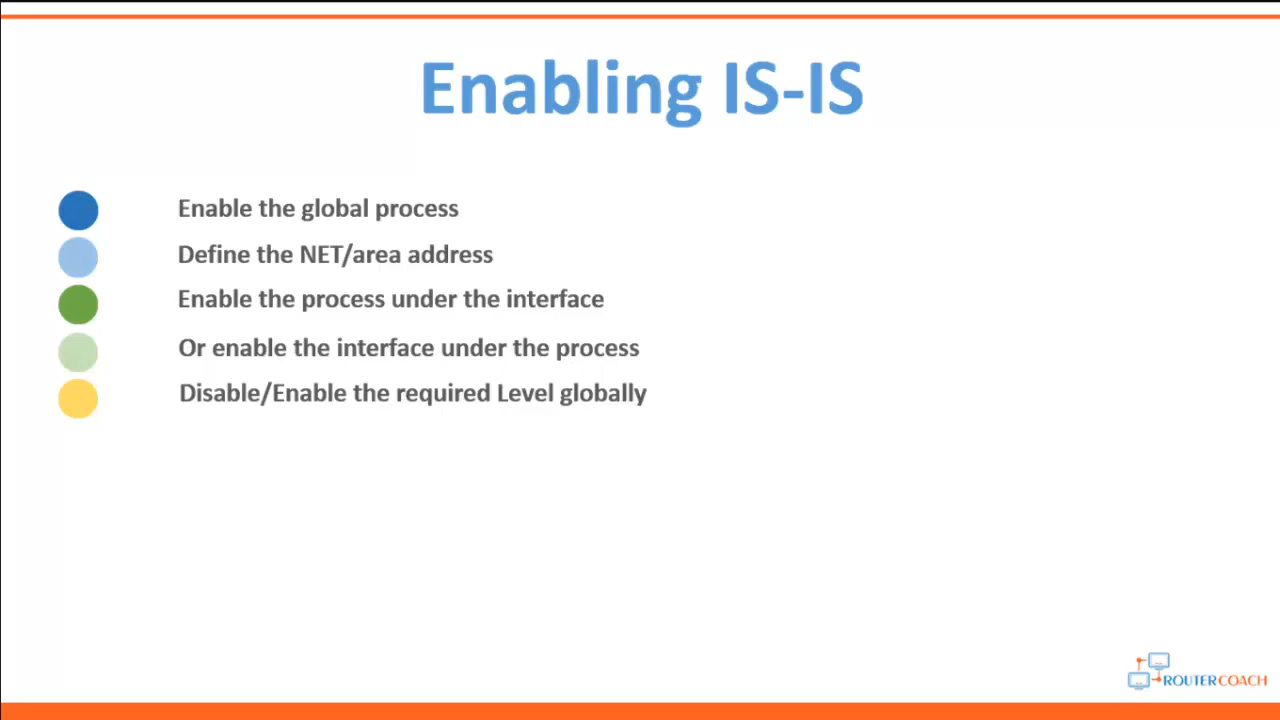 Enabling IS-IS
Enable the global process
Define the NET/area address
Enable the process under the interface
Or enable the interface under the process
Disable/Enable the required Level globally
ROUTERCOACH